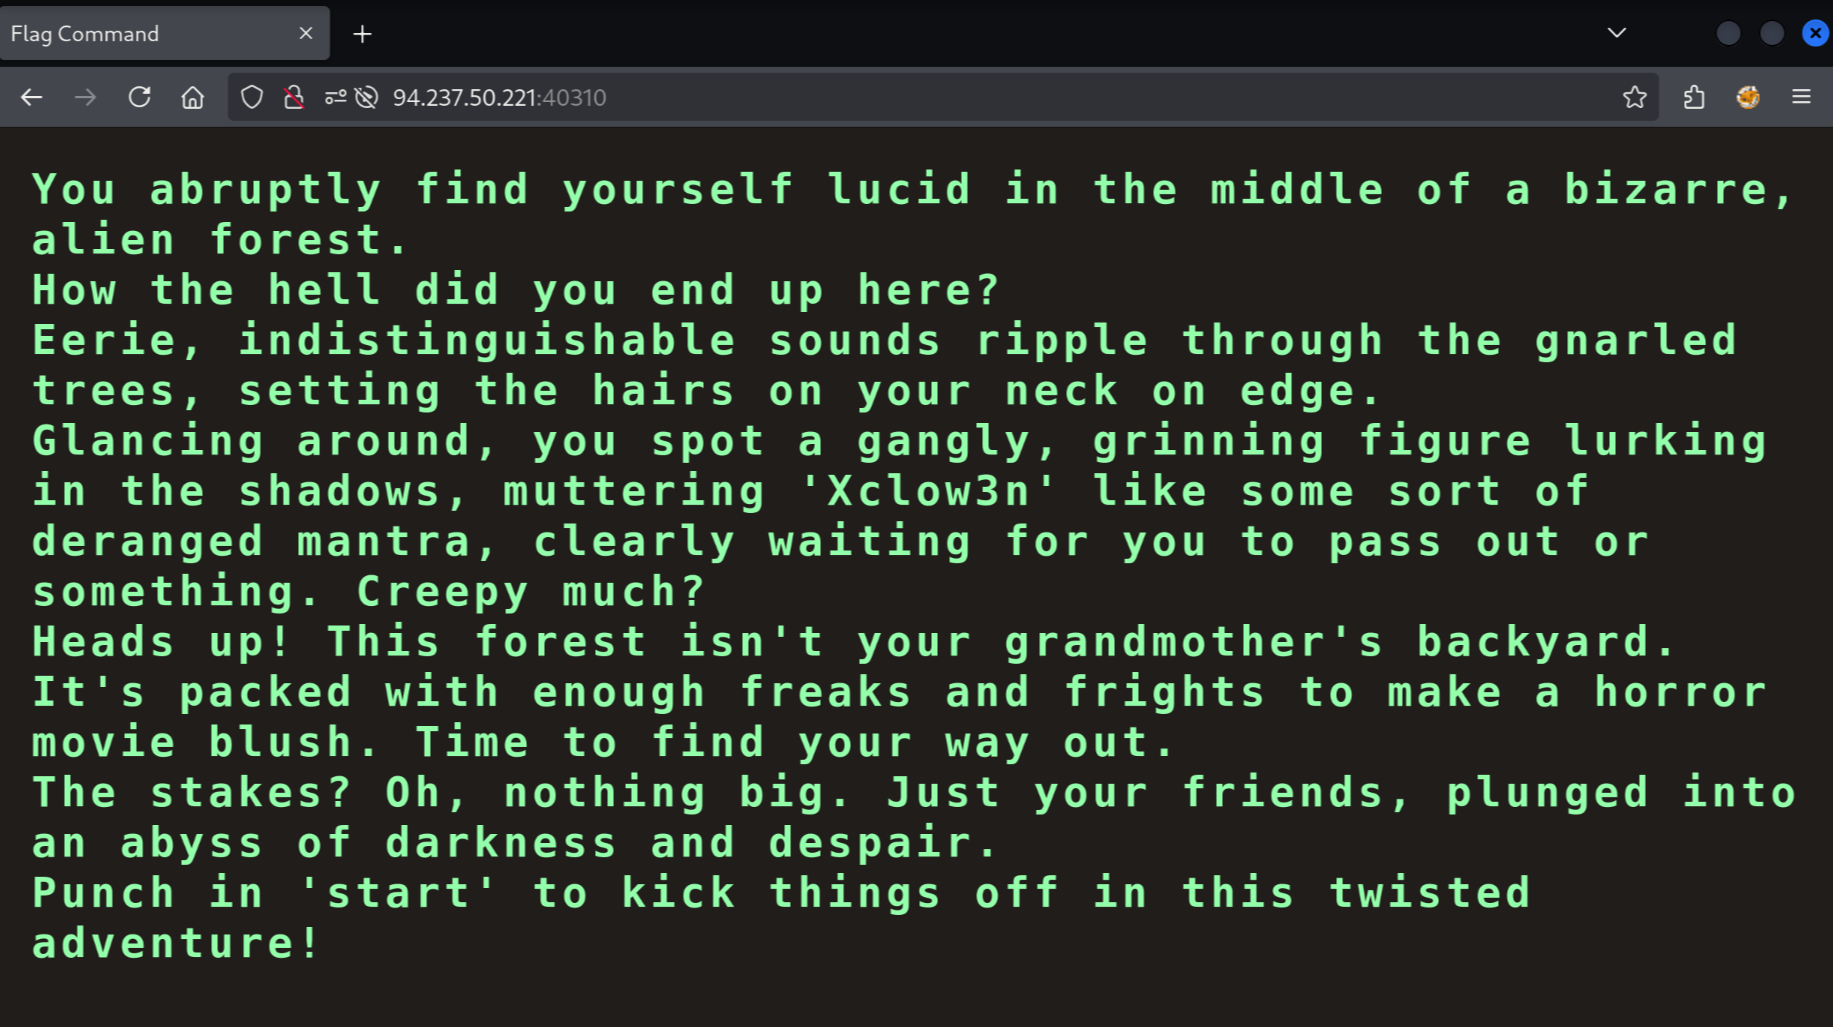 Flag Command
94.237.50.221:40310
You abruptly find yourself lucid in the middle of a bizarre,
alien forest.
How the hell did you end up here?
Eerie, indistinguishable sounds ripple through the gnarled
trees, setting the hairs on your neck on edge.
Glancing around, you spot a gangly, grinning figure lurking
in the shadows, muttering 'Xclow3n' like some sort of
deranged mantra, clearly waiting for you to pass out or
something. Creepy much?
Heads up! This forest isn't your grandmother's backyard.
It's packed with enough freaks and frights to make a horror
movie blush. Time to find your way out.
The stakes? Oh, nothing big. Just your friends, plunged into
an abyss of darkness and despair.
Punch in 'start' to kick things off in this twisted
adventure!